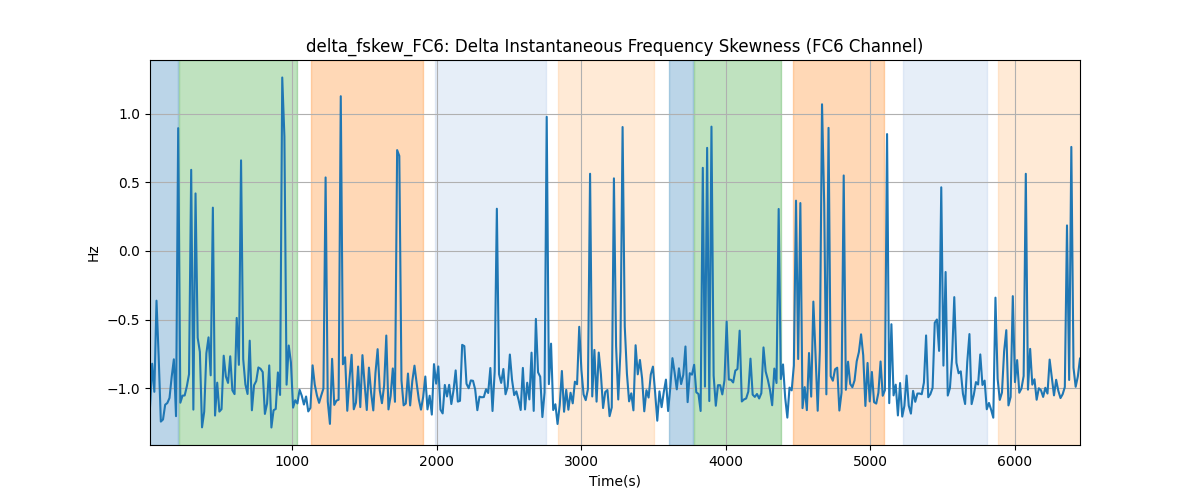 delta_fskew_FC6: Delta Instantaneous Frequency Skewness (FC6 Channel)
1.0
0.5
0.0
−0.5
−1.0
Hz
1000 2000 3000 4000 5000 6000
Time(s)